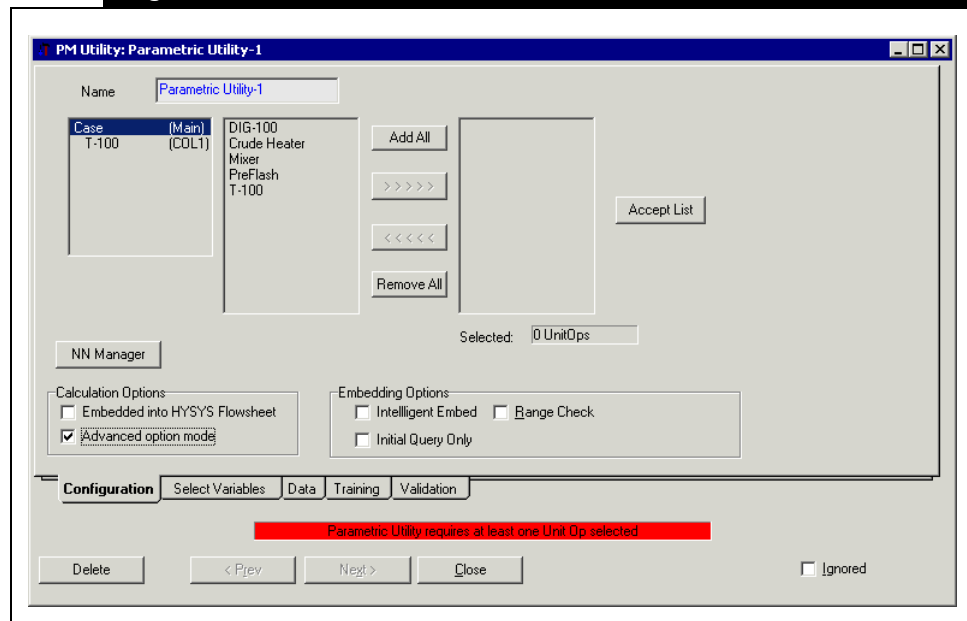 PM Utility: Parametric Utility-1
Name Parametric Utility-1
Case (Main)
T-100 (COL1)
DIG-100
Crude Heater
Mixer
PreFlash
T-100
Add All
>>>>>
<<<<<
Remove All
Accept List
Selected: 0 UnitOps
NN Manager
Calculation Options
Embedded into HYSYS Flowsheet
Advanced option mode
Embedding Options
Intellligent Embed Range Check
Initial Query Only
Configuration Select Variables Data Training Validation
Parametric Utility requires at least one Unit Op selected
Delete < Prev Next > Close Ignored